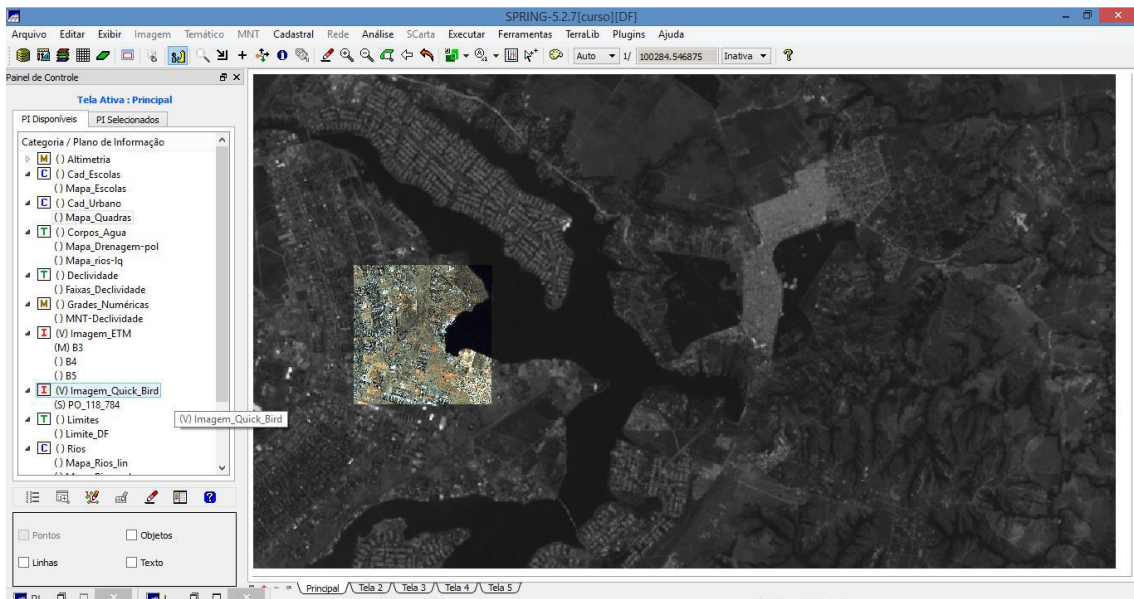 SPRING-5.2.7[curso][DF]
Arquivo Editar Exibir Imagem Temático MNT Cadastral Rede Análise SCarta Executar Ferramentas TerraLib Plugins Ajuda
Auto 1/ 100284.546875 Inativa
Painel de Controle
Tela Ativa : Principal
PI Disponíveis PI Selecionados
Categoria / Plano de Informação
M () Altimetria
C () Cad_Escolas
() Mapa_Escolas
C () Cad_Urbano
() Mapa_Quadras
T () Corpos_Agua
() Mapa_Drenagem-pol
() Mapa_rios-lq
T () Declividade
() Faixas_Declividade
M () Grades_Numéricas
() MNT-Declividade
I (V) Imagem_ETM
(M) B3
() B4
() B5
I (V) Imagem_Quick_Bird
(S) PO_118_784
(V) Imagem_Quick_Bird
T () Limites
() Limite_DF
C () Rios
() Mapa_Rios_lin
Pontos Objetos
Linhas Texto
Principal Tela 2 Tela 3 Tela 4 Tela 5